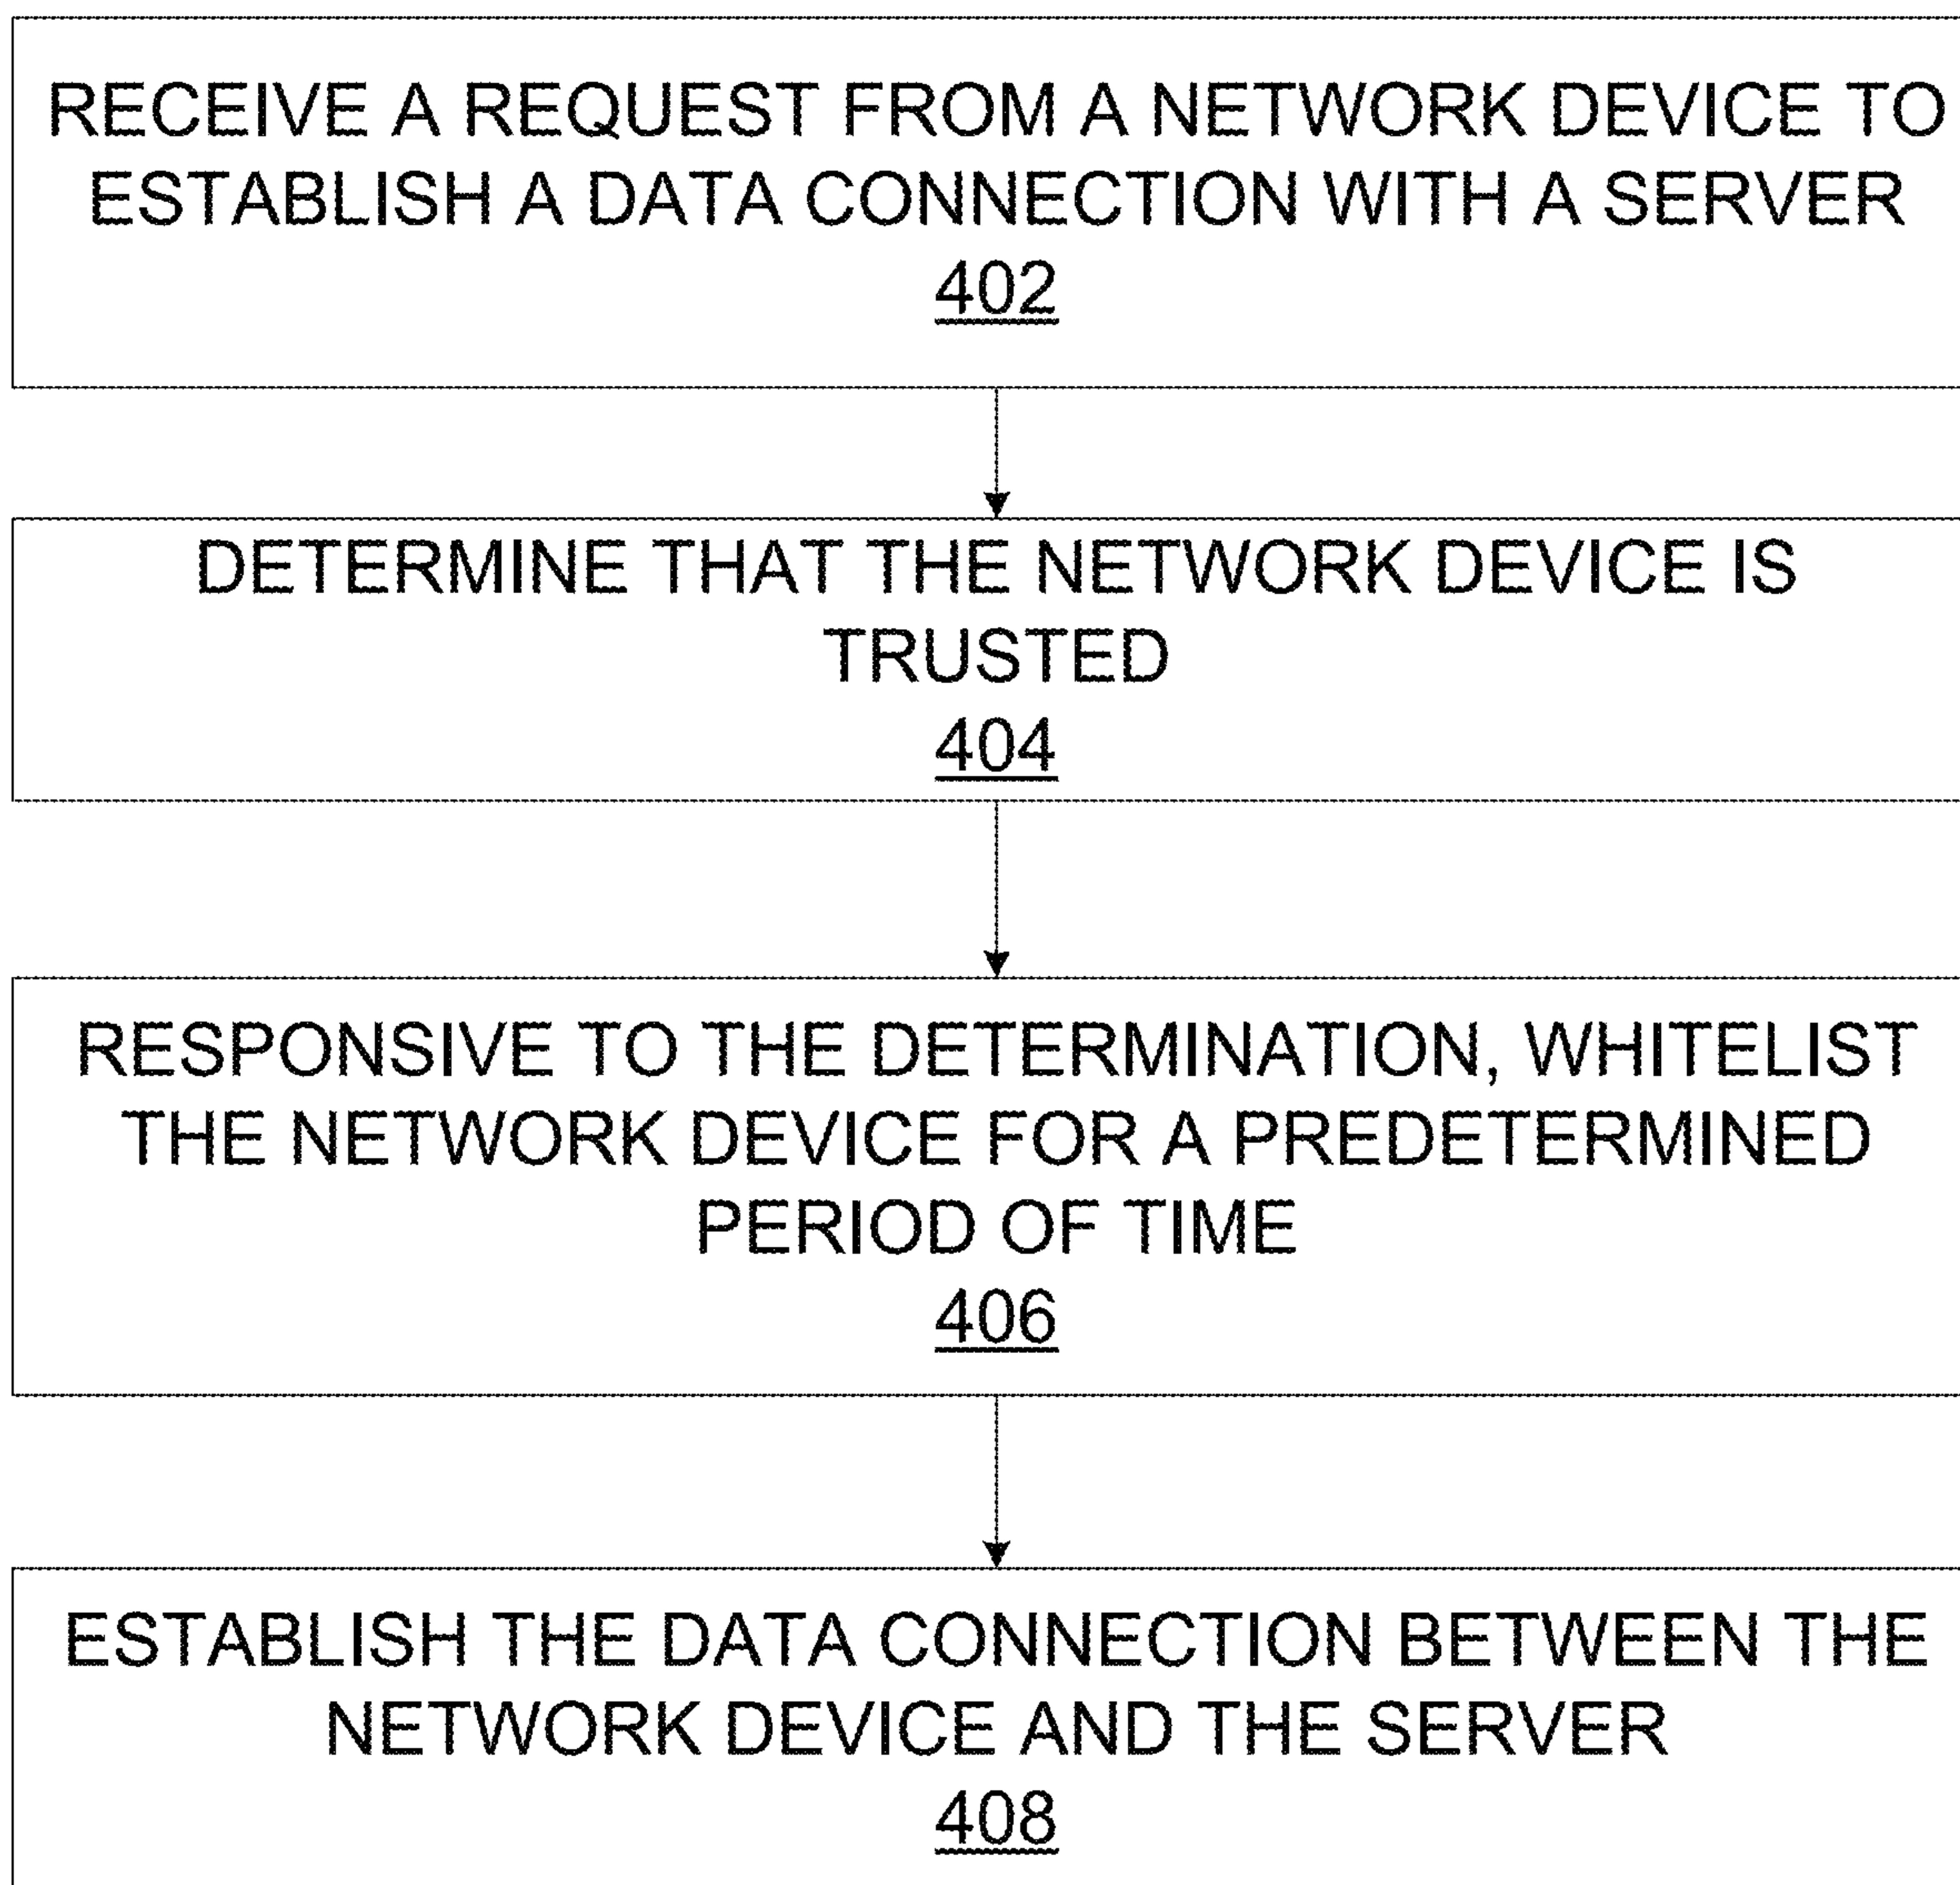 RECEIVE A REQUEST FROM A NETWORK DEVICE TO
ESTABLISH A DATA CONNECTION WITH A SERVER
402
DETERMINE THAT THE NETWORK DEVICE IS
TRUSTED
404
RESPONSIVE TO THE DETERMINATION, WHITELIST
THE NETWORK DEVICE FOR A PREDETERMINED
PERIOD OF TIME
406
ESTABLISH THE DATA CONNECTION BETWEEN THE
NETWORK DEVICE AND THE SERVER
408